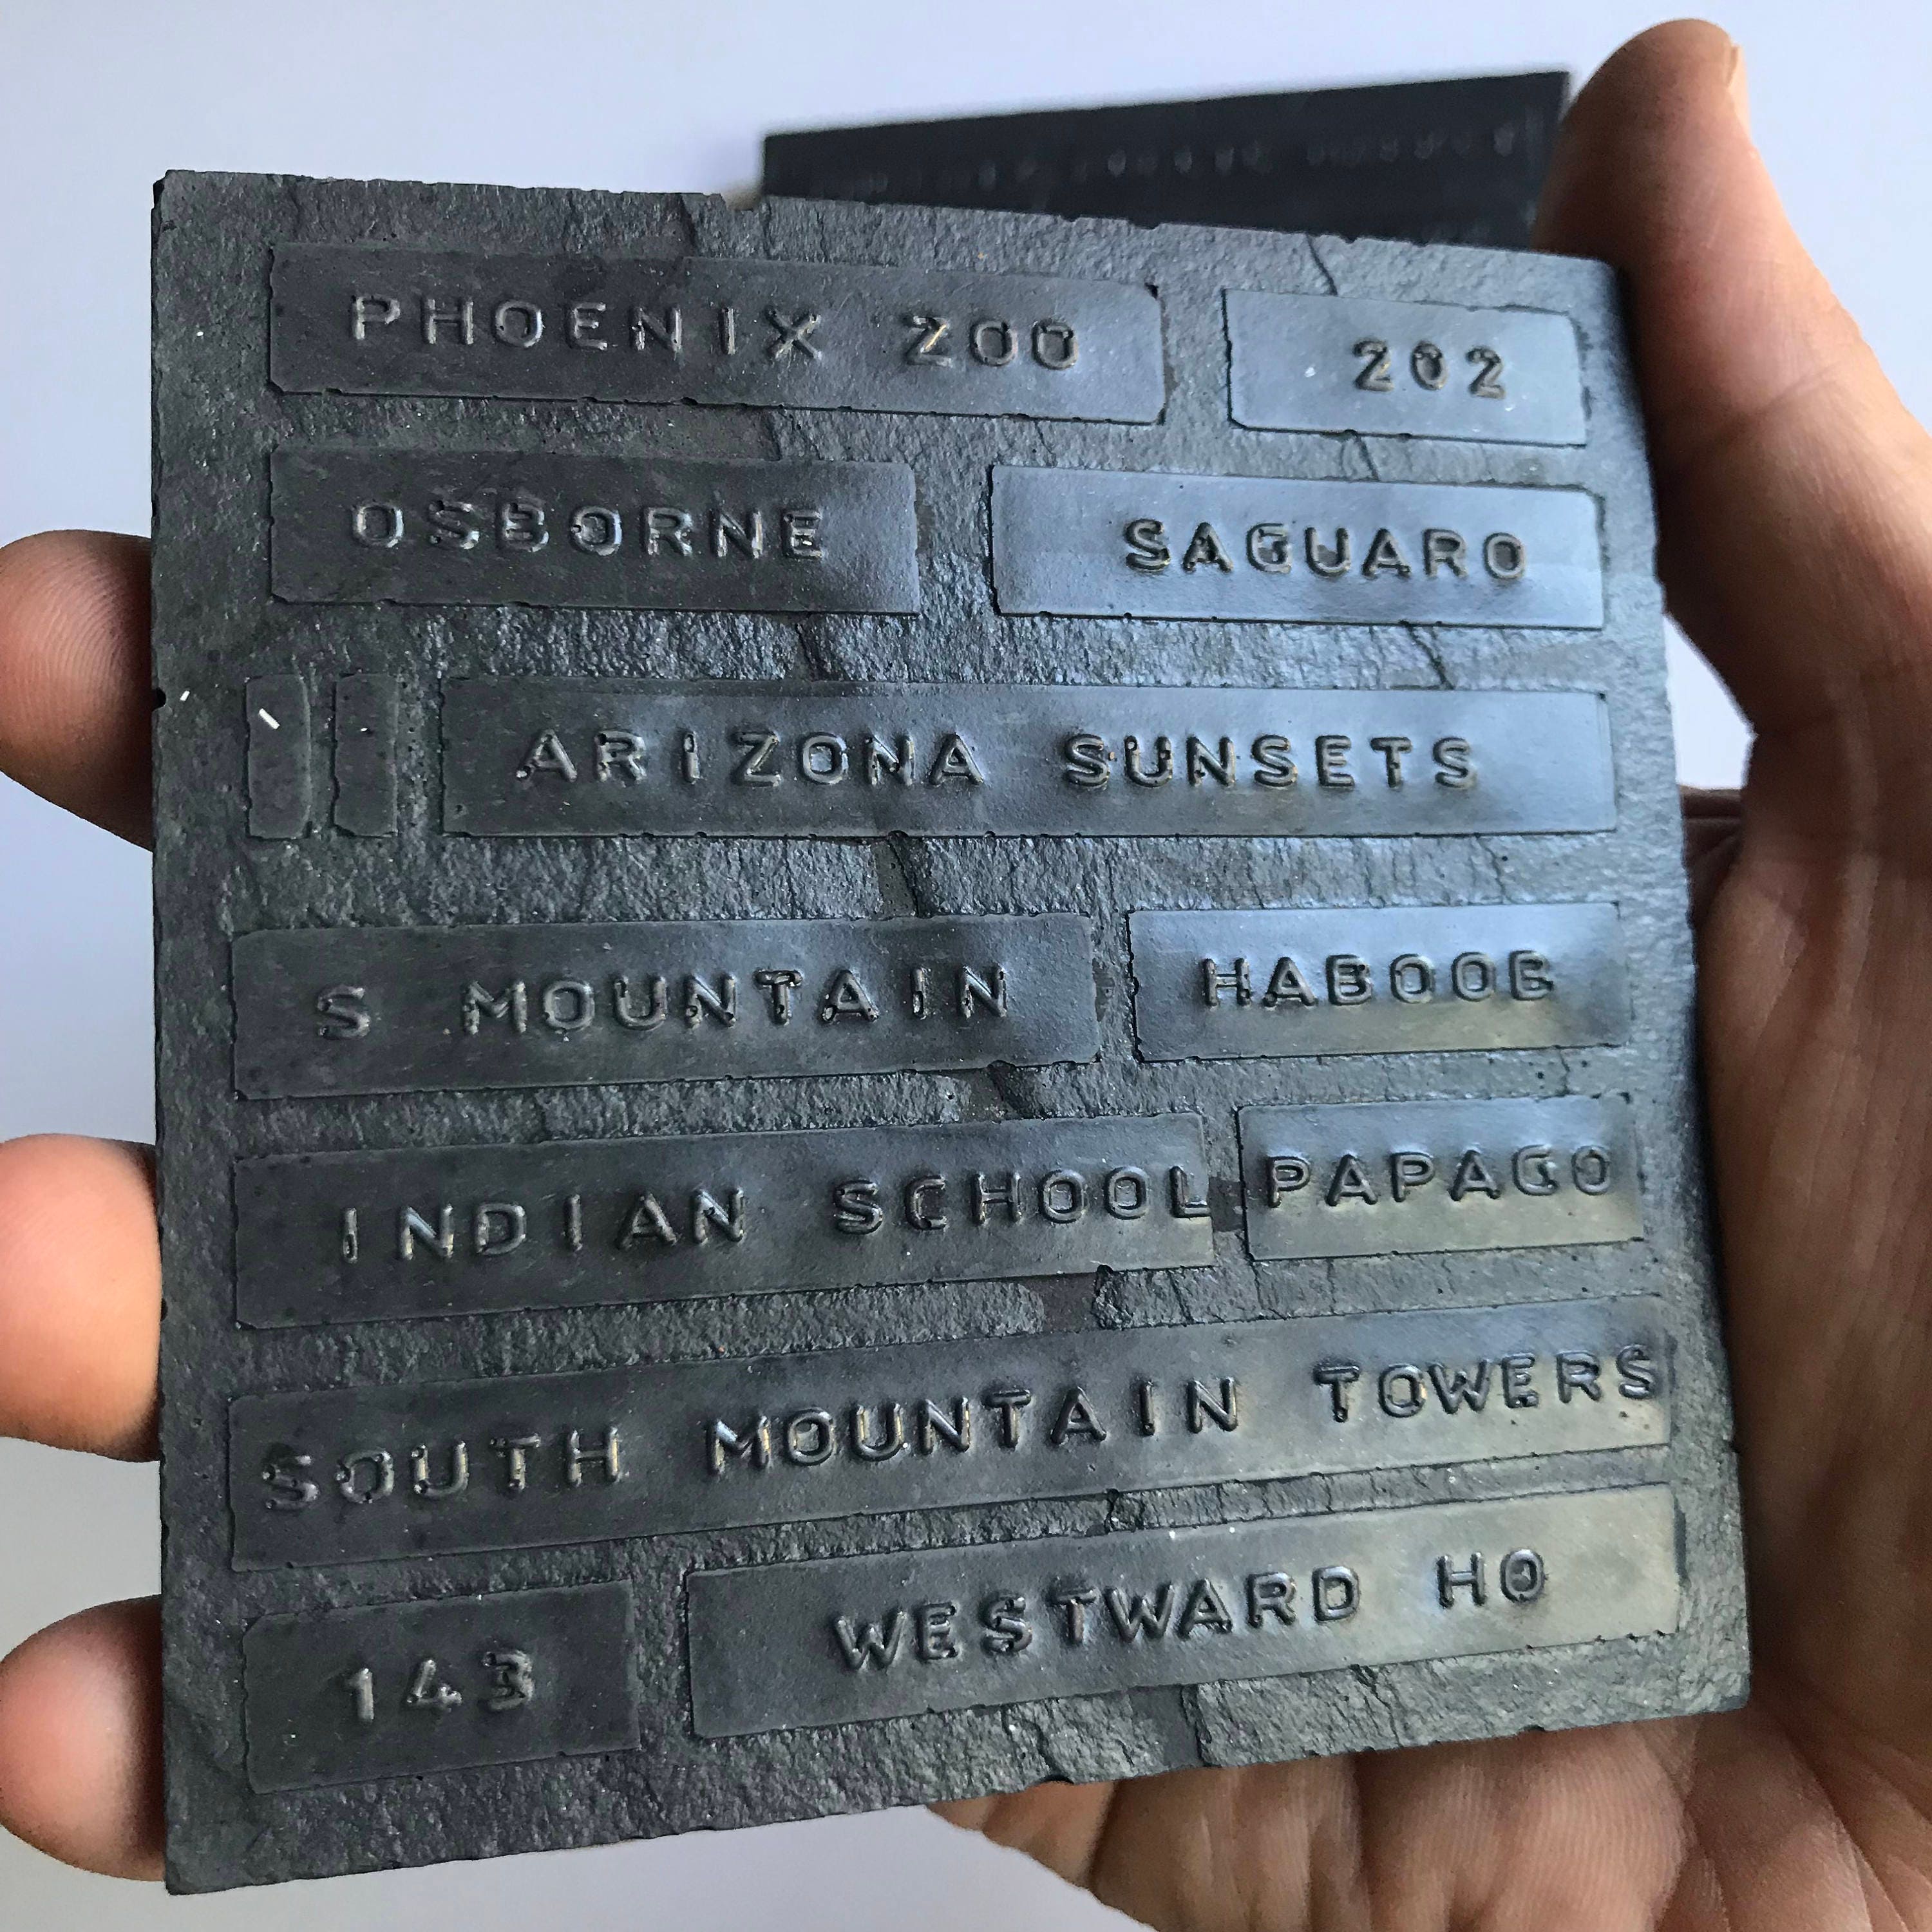 PHOENIX ZOO 202
OSBORNE SAGUARO
ARIZONA SUNSETS
S MOUNTAIN HABOOB
INDIAN SCHOOL PAPAGO
SOUTH MOUNTAIN TOWERS
143 WESTWARD HO